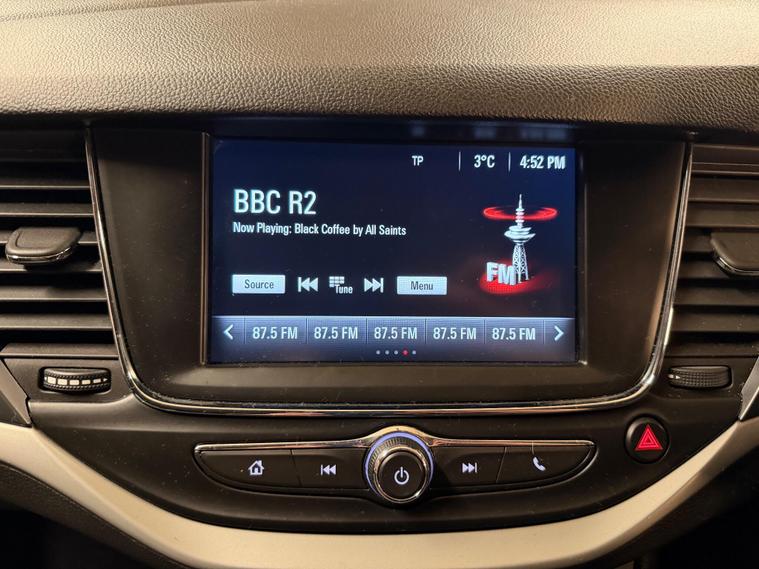 TP 3°C 4:52 PM
BBC R2
Now Playing: Black Coffee by All Saints
FM
Source Tune Menu
87.5 FM 87.5 FM 87.5 FM 87.5 FM 87.5 FM